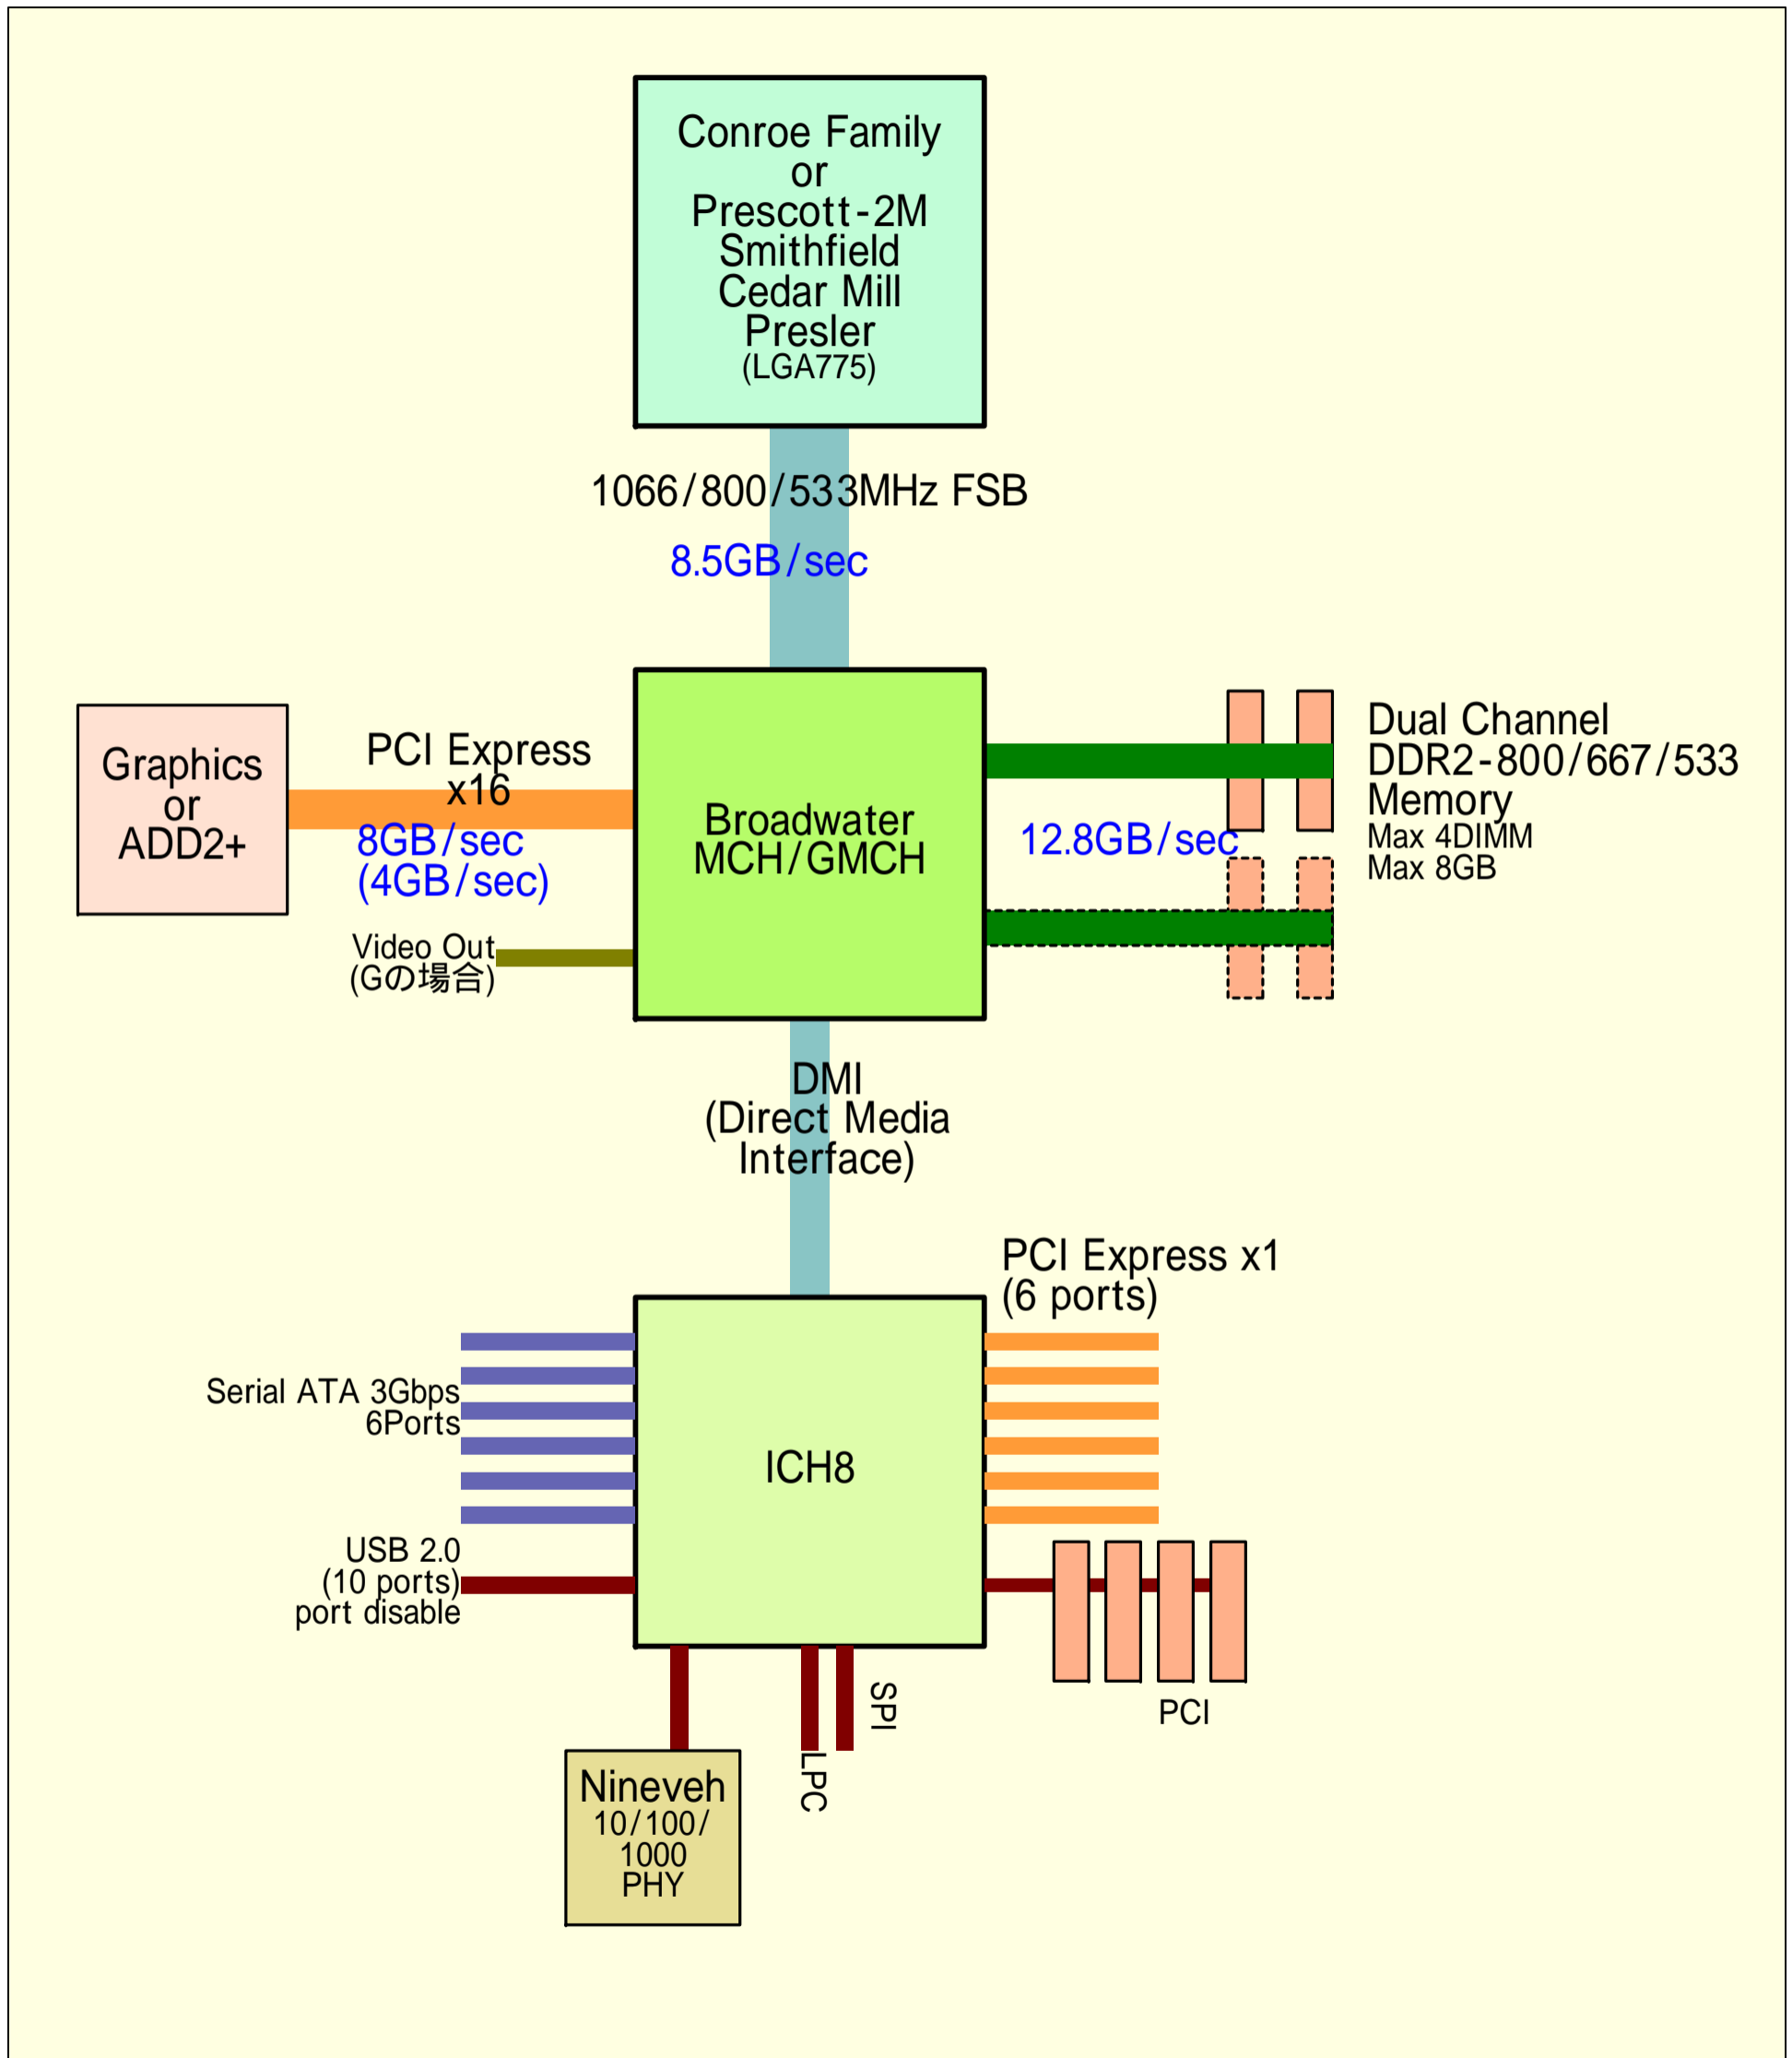 Conroe Family
or
Prescott-2M
Smithfield
Cedar Mill
Presler
(LGA775)
1066/800/533MHz FSB
8.5GB/sec
Graphics
or
ADD2+
PCI Express
x16
8GB/sec
(4GB/sec)
Video Out
(Gの場合)
Broadwater
MCH/GMCH
12.8GB/sec
Dual Channel
DDR2-800/667/533
Memory
Max 4DIMM
Max 8GB
DMI
(Direct Media
Interface)
PCI Express x1
(6 ports)
Serial ATA 3Gbps
6Ports
ICH8
USB 2.0
(10 ports)
port disable
SPI
LPC
PCI
Nineveh
10/100/
1000
PHY